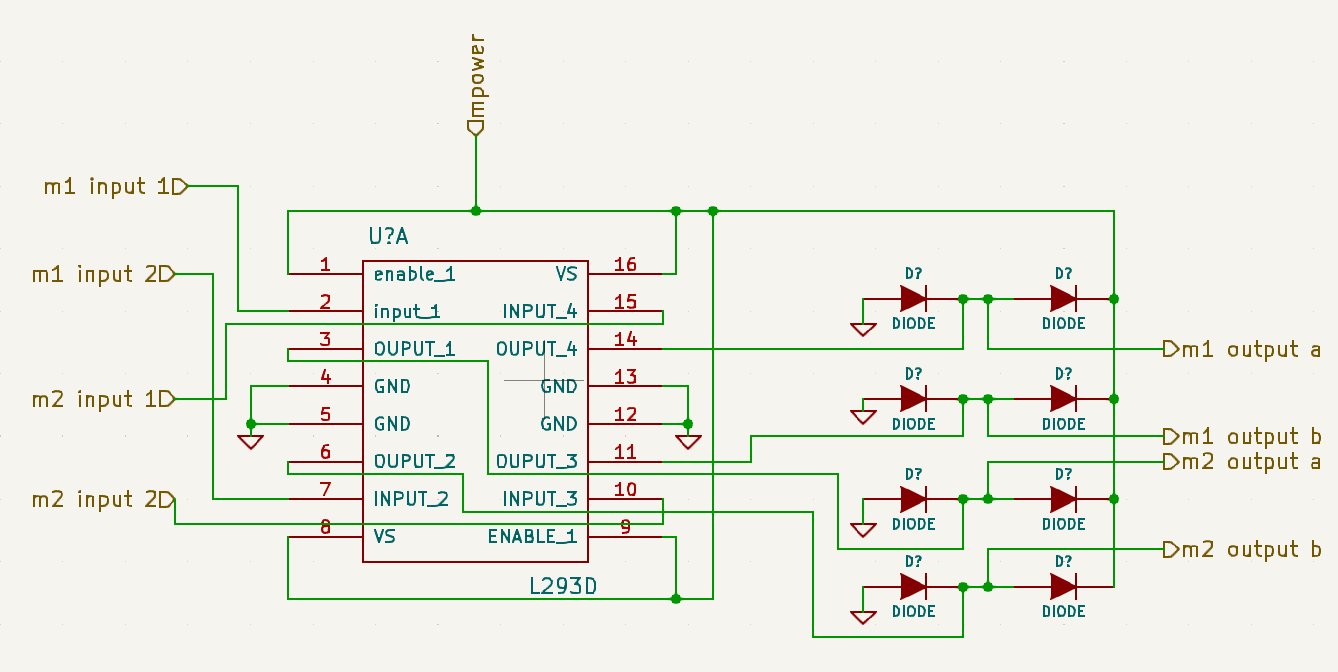 mpower
m1 input 1
m1 input 2
m2 input 1
m2 input 2
U?A
1 enable_1
2 input_1
3 OUPUT_1
4 GND
5 GND
6 OUPUT_2
7 INPUT_2
8 VS
VS 16
INPUT_4 15
OUPUT_4 14
GND 13
GND 12
OUPUT_3 11
INPUT_3 10
ENABLE_1 9
L293D
D? D?
DIODE DIODE
D? D?
DIODE DIODE
D? D?
DIODE DIODE
D? D?
DIODE DIODE
m1 output a
m1 output b
m2 output a
m2 output b